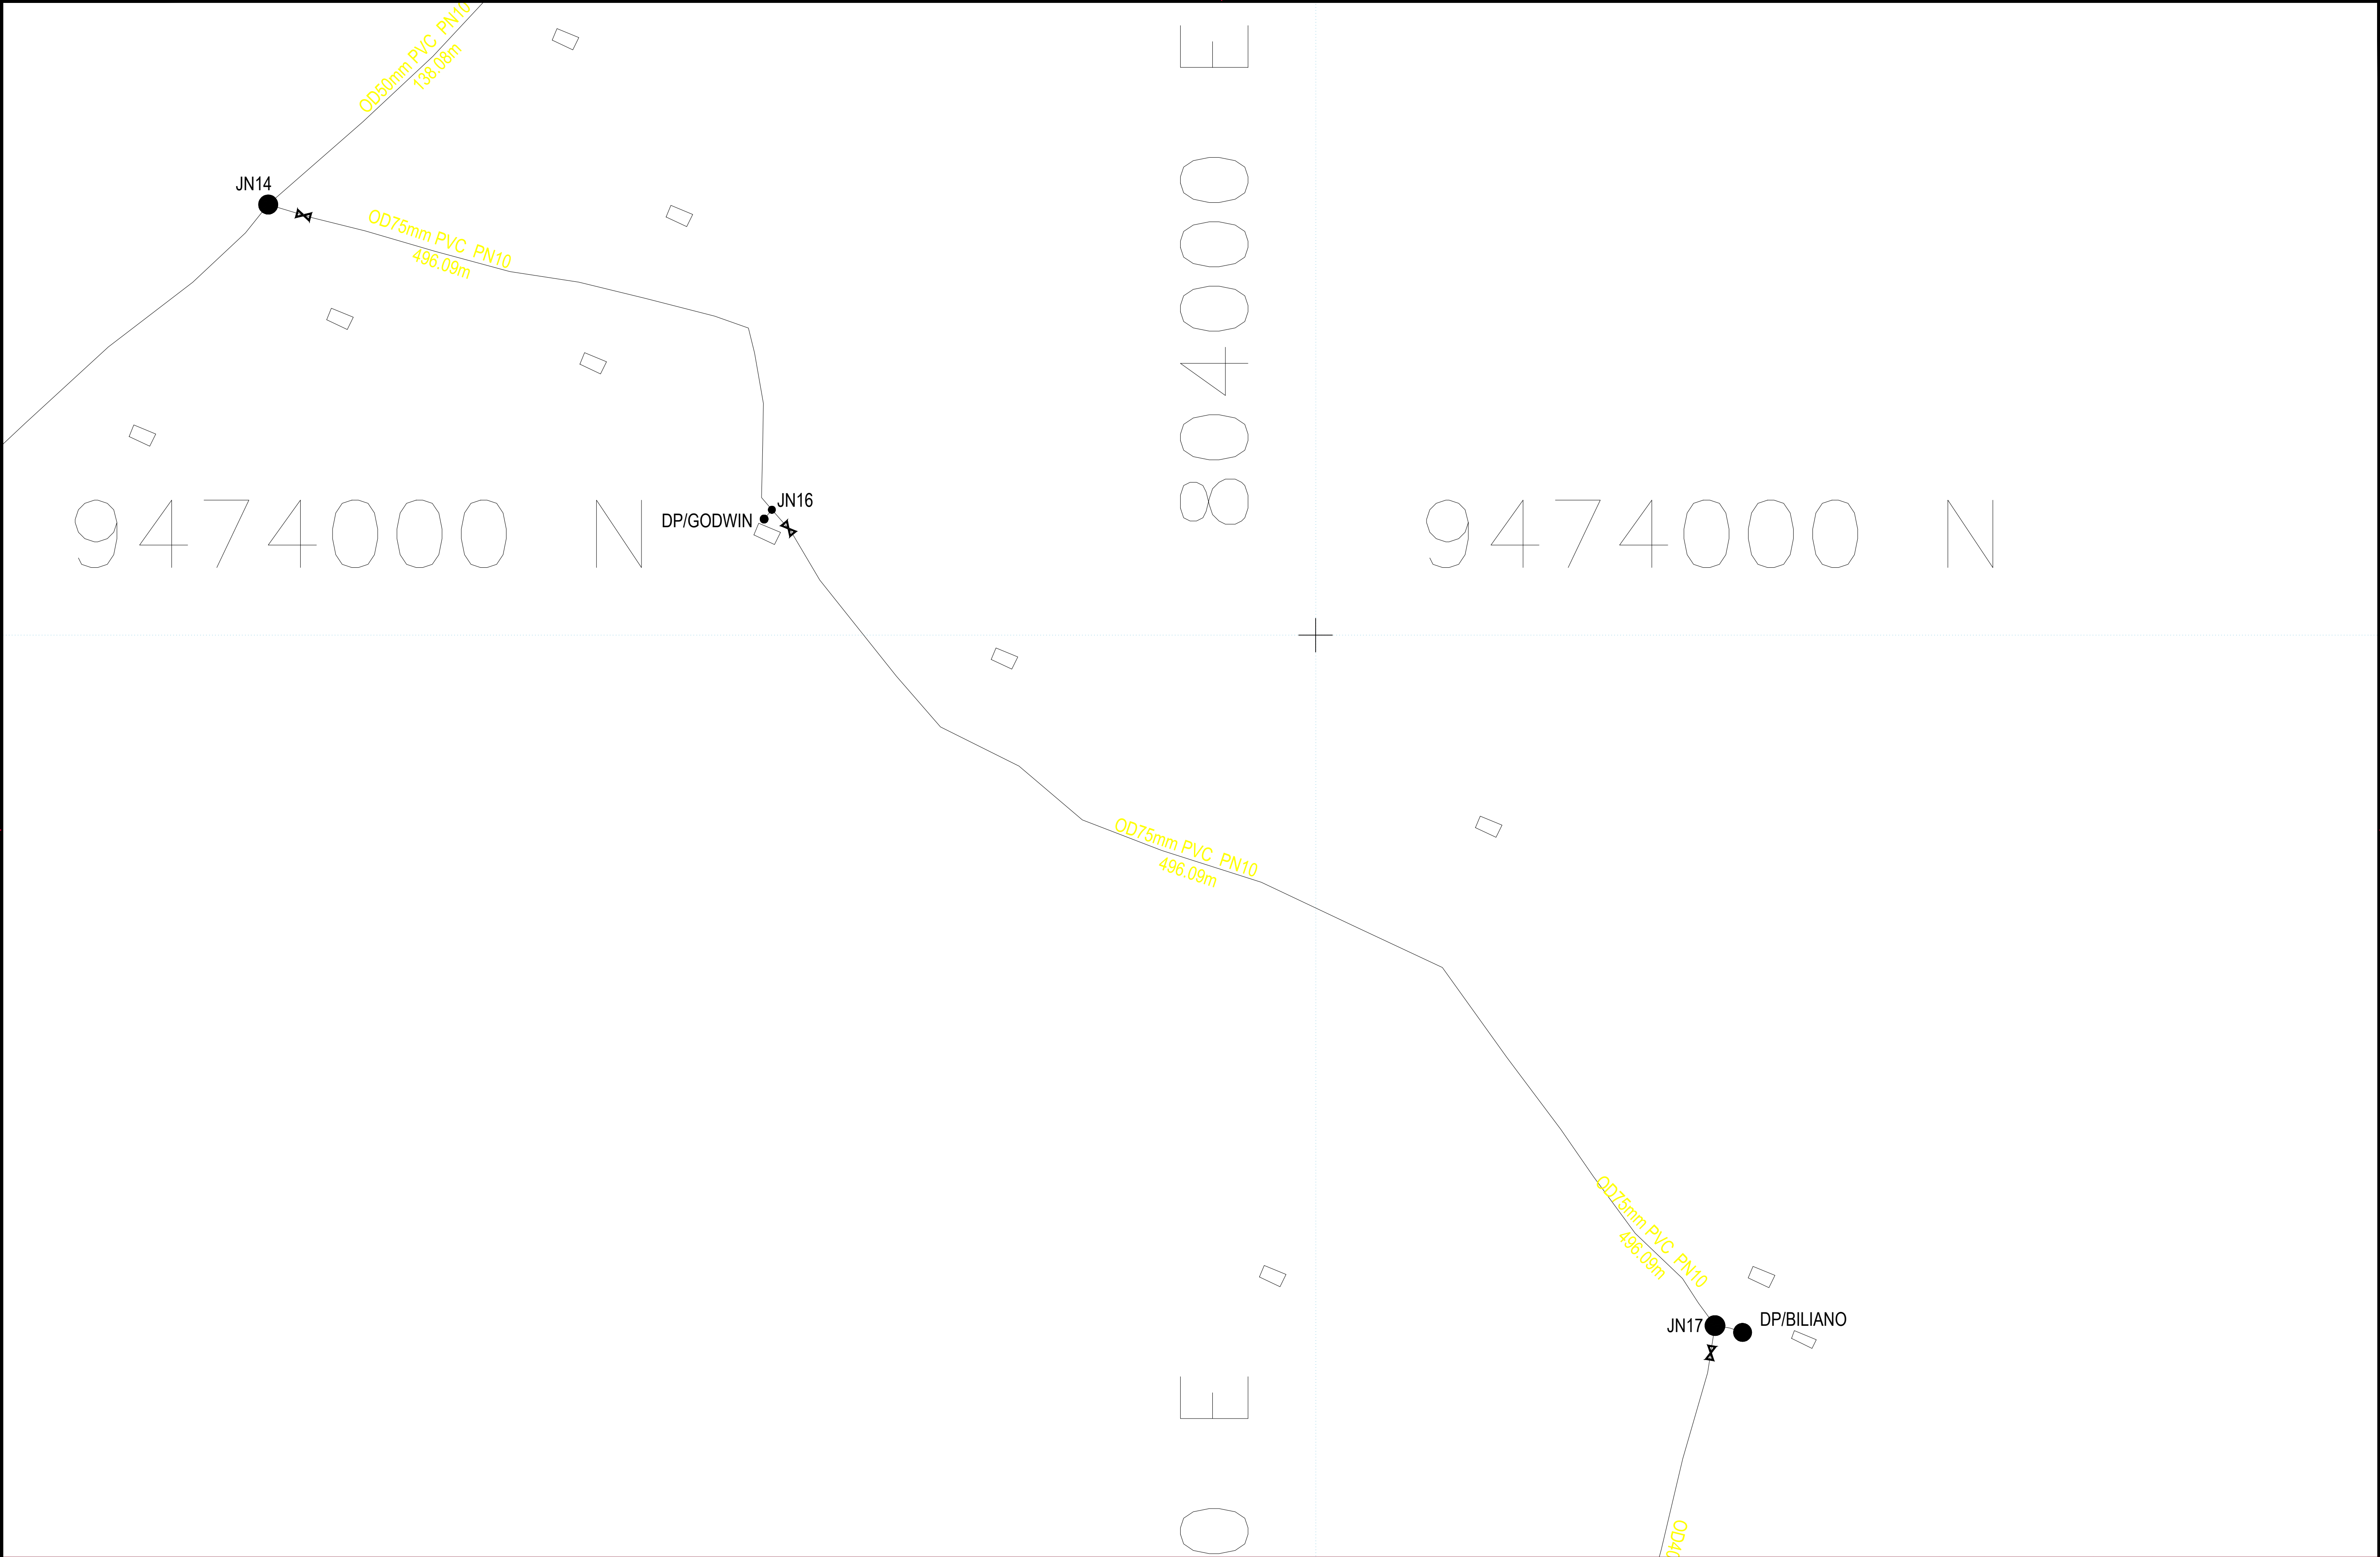 OD50mm PVC PN10
138.08m
JN14
OD75mm PVC PN10
496.09m
804000 E
JN16
DP/GODWIN
9474000 N
9474000 N
OD75mm PVC PN10
496.09m
OD75mm PVC PN10
496.09m
JN17
DP/BILIANO
0 E